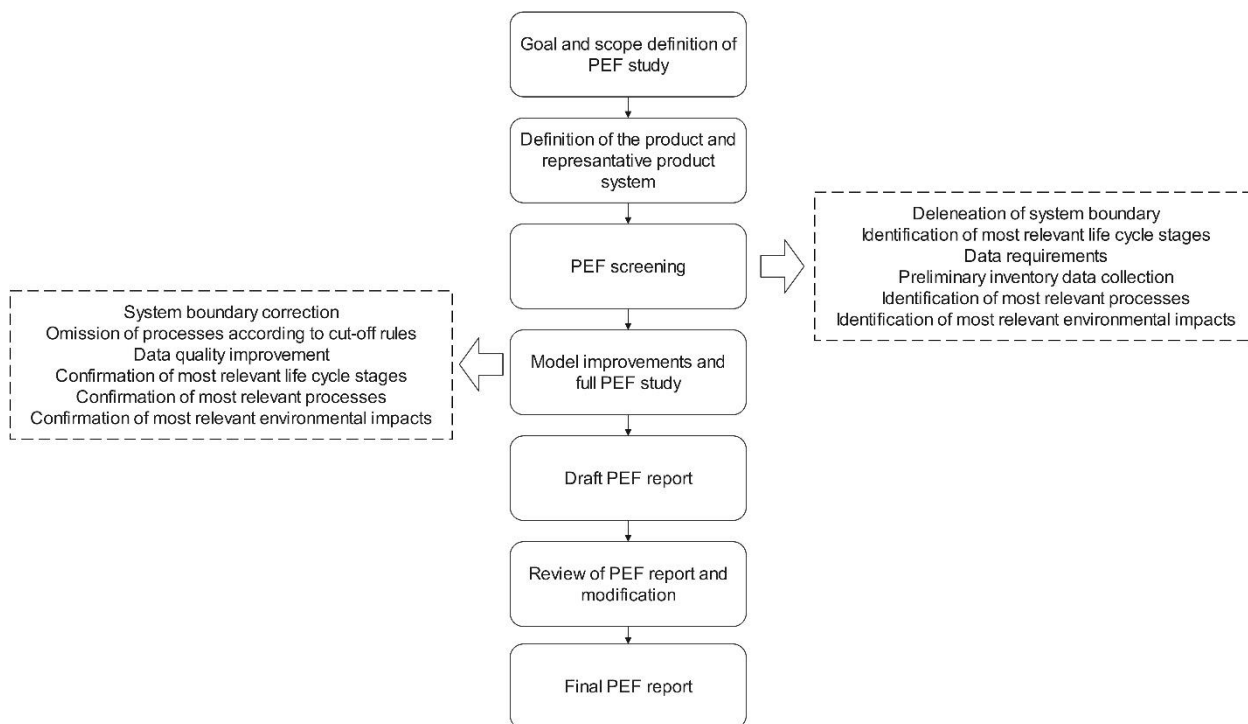 Goal and scope definition of
PEF study
Definition of the product and
represantative product
system
PEF screening
Deleneation of system boundary
Identification of most relevant life cycle stages
Data requirements
Preliminary inventory data collection
Identification of most relevant processes
Identification of most relevant environmental impacts
System boundary correction
Omission of processes according to cut-off rules
Data quality improvement
Confirmation of most relevant life cycle stages
Confirmation of most relevant processes
Confirmation of most relevant environmental impacts
Model improvements and
full PEF study
Draft PEF report
Review of PEF report and
modification
Final PEF report